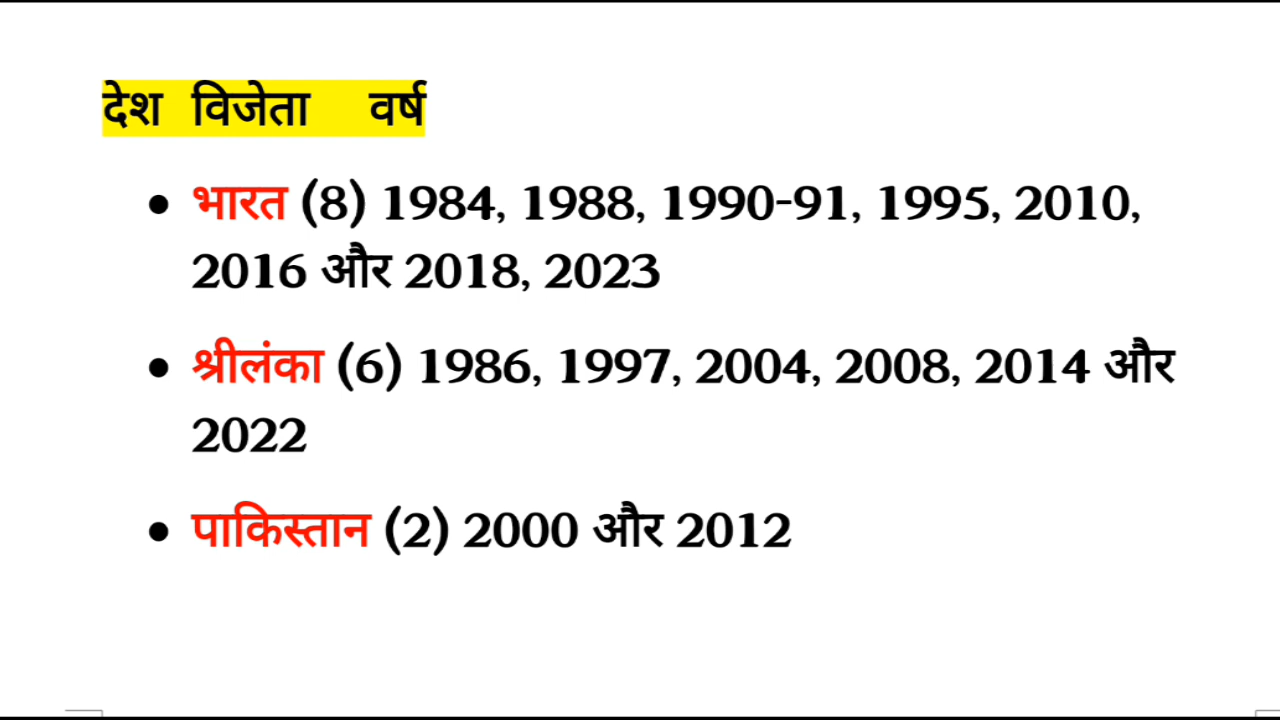 देश विजेता वर्ष
• भारत (8) 1984, 1988, 1990-91, 1995, 2010,
2016 और 2018, 2023
• श्रीलंका (6) 1986, 1997, 2004, 2008, 2014 और
2022
• पाकिस्तान (2) 2000 और 2012